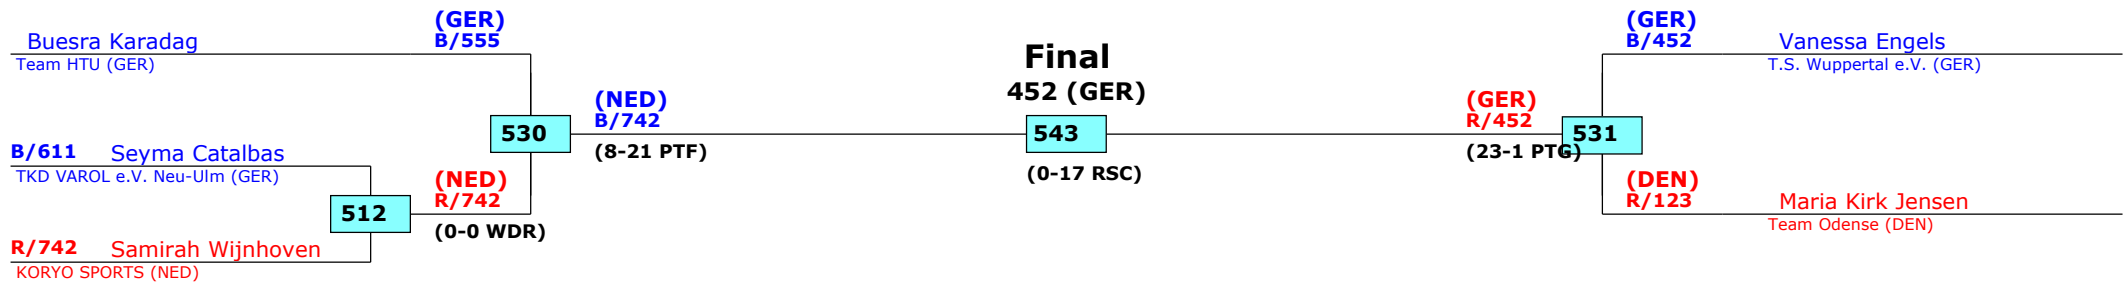 (GER)
B/555
Buesra Karadag
Team HTU (GER)
B/611 Seyma Catalbas
TKD VAROL e.V. Neu-Ulm (GER)
512
R/742 Samirah Wijnhoven
KORYO SPORTS (NED)
(NED)
R/742
(0-0 WDR)
530
(NED)
B/742
(8-21 PTF)
Final
452 (GER)
543
(0-17 RSC)
(GER)
R/452
(23-1 PTG)
531
(GER)
B/452
Vanessa Engels
T.S. Wuppertal e.V. (GER)
(DEN)
R/123
Maria Kirk Jensen
Team Odense (DEN)